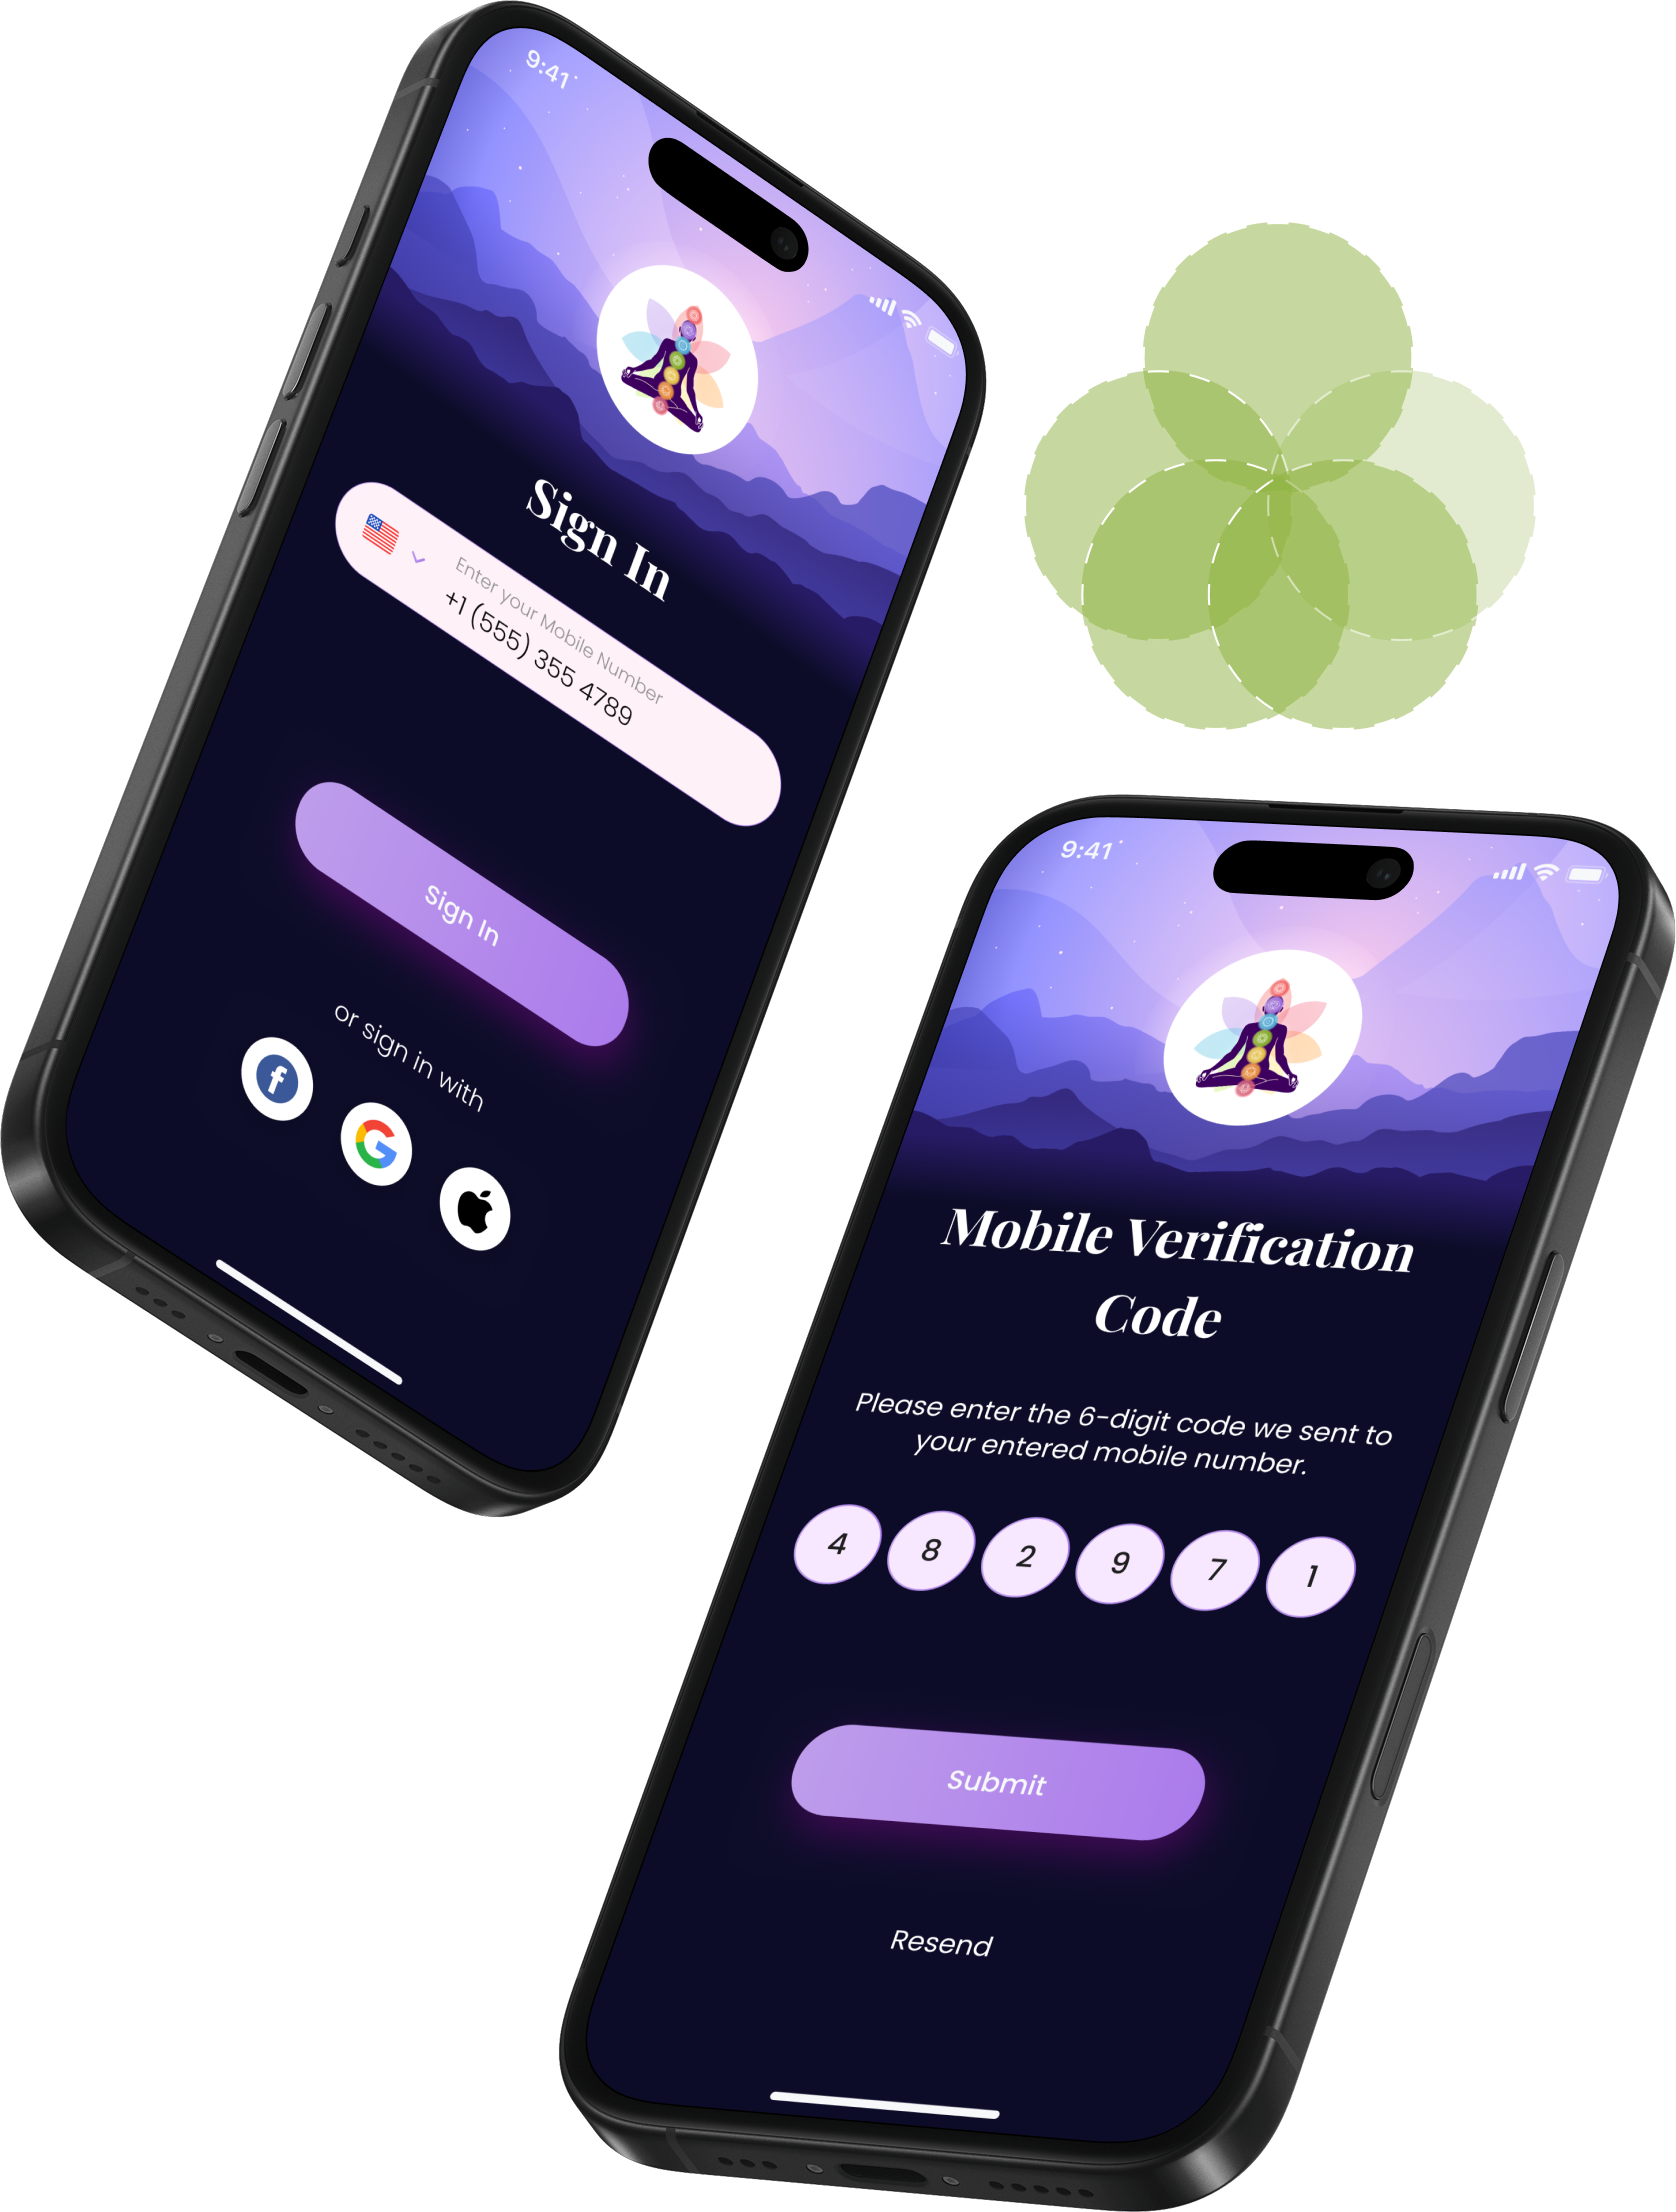 9:41
Sign In
Enter your Mobile Number
+1 (555) 355 4789
Sign In
or sign in with
9:41
Mobile Verification
Code
Please enter the 6-digit code we sent to
your entered mobile number.
4 8 2 9 7 1
Submit
Resend